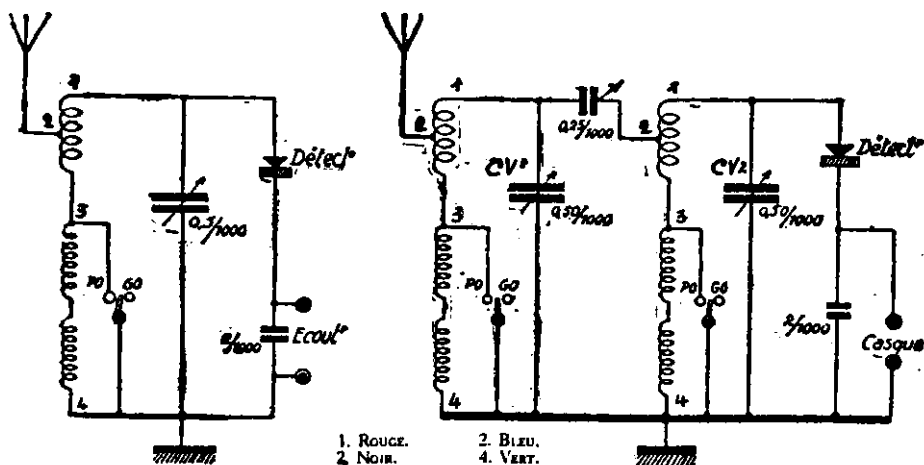 1
2
Détectr
3
0,5/1000
PO GO
2/1000
Ecoutr
4
1
2
0,25/1000
1
2
CV1
0,50/1000
CV2
0,50/1000
Détectr
3
3
PO GO
PO GO
2/1000
Casque
4
4
1. ROUGE. 2. BLEU.
2. NOIR. 4. VERT.